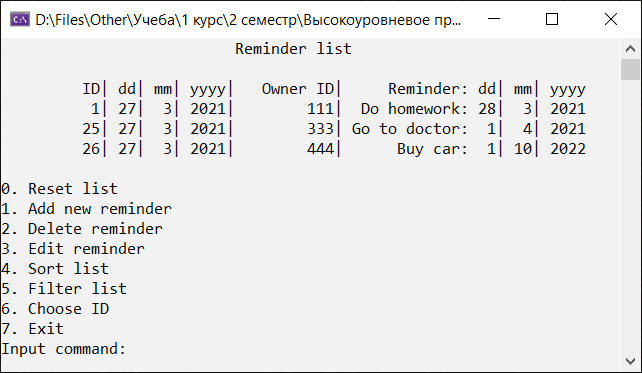 D:\Files\Other\Учеба\1 курс\2 семестр\Высокоуровневое пр...
Reminder list
ID| dd| mm| yyyy| Owner ID| Reminder: dd| mm| yyyy
1| 27| 3| 2021| 111| Do homework: 28| 3| 2021
25| 27| 3| 2021| 333| Go to doctor: 1| 4| 2021
26| 27| 3| 2021| 444| Buy car: 1| 10| 2022
0. Reset list
1. Add new reminder
2. Delete reminder
3. Edit reminder
4. Sort list
5. Filter list
6. Choose ID
7. Exit
Input command: